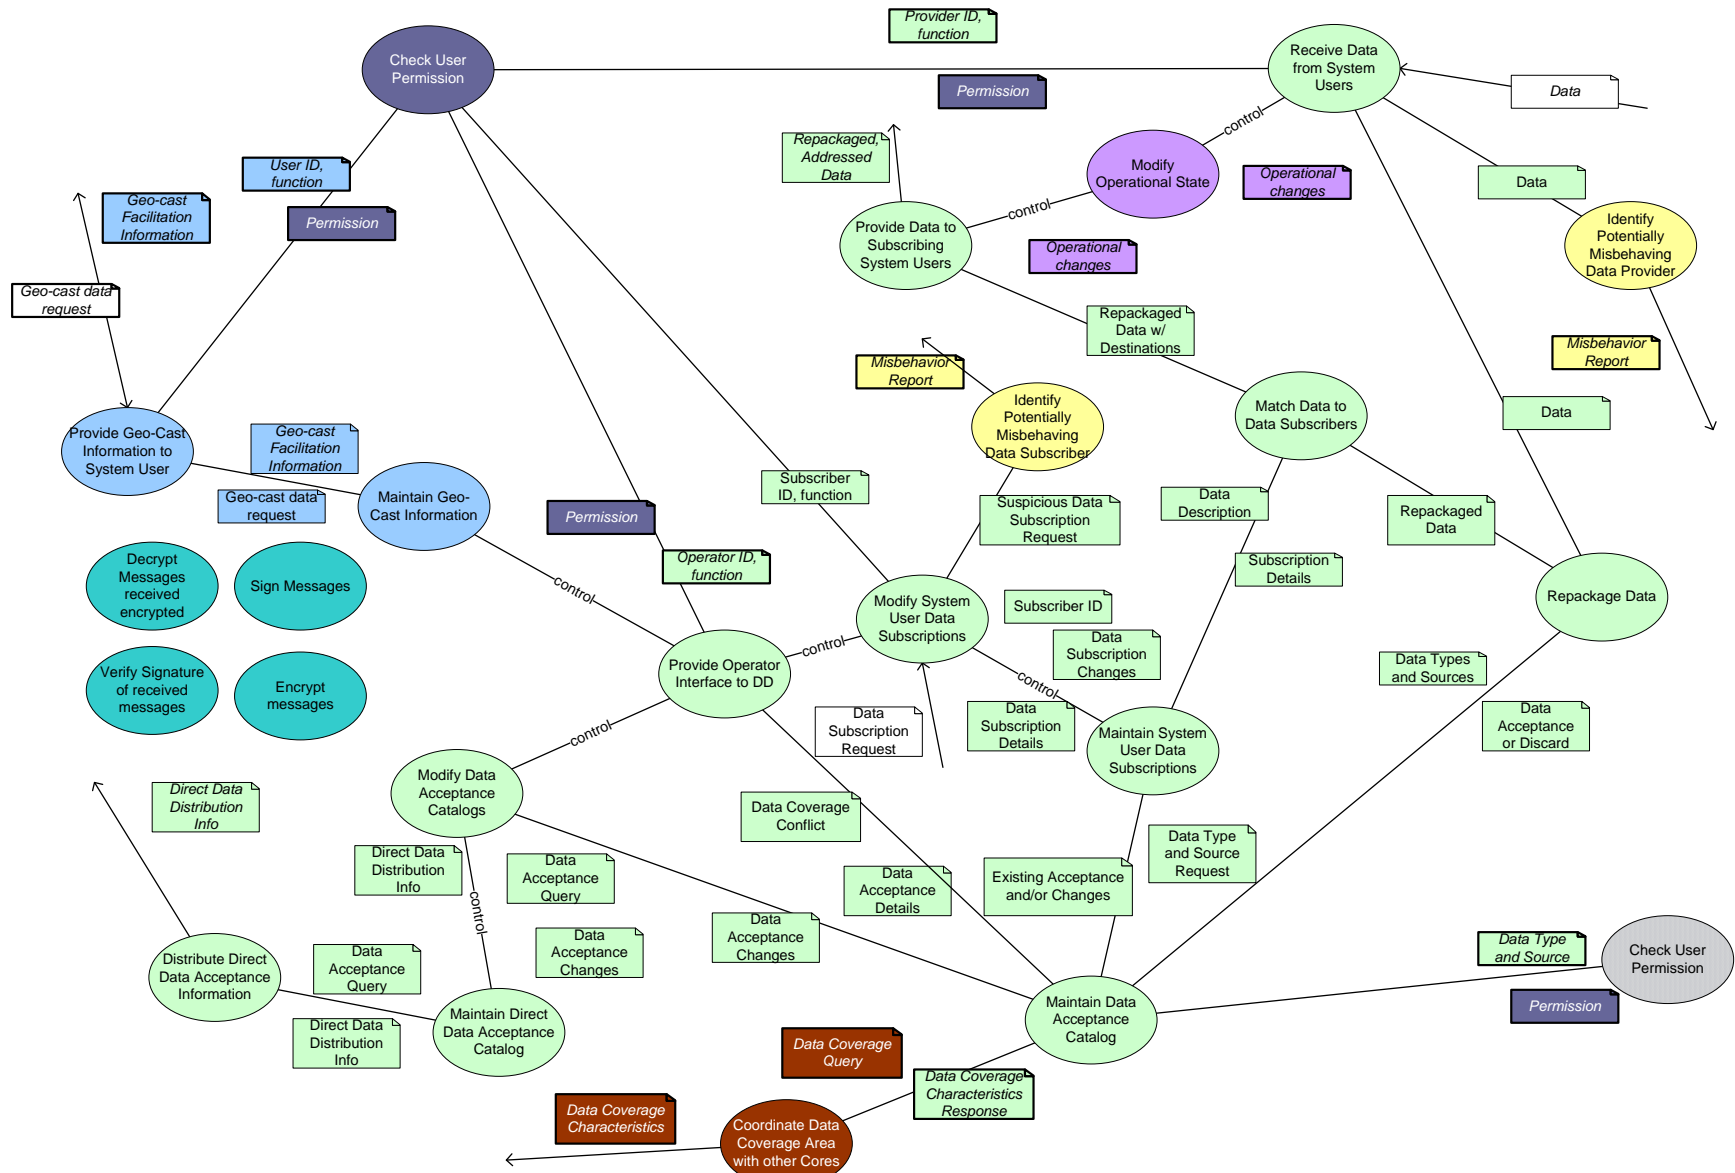 Provider ID,
function
Check User
Permission
Receive Data
from System
Users
Permission
Data
control
Repackaged,
Addressed
Data
Modify
Operational State
Operational
changes
Data
User ID,
function
Geo-cast
Facilitation
Information
Permission
control
Provide Data to
Subscribing
System Users
Operational
changes
Identify
Potentially
Misbehaving
Data Provider
Geo-cast data
request
Repackaged
Data w/
Destinations
Misbehavior
Report
Misbehavior
Report
Identify
Potentially
Misbehaving
Data Subscriber
Match Data to
Data Subscribers
Data
Provide Geo-Cast
Information to
System User
Geo-cast
Facilitation
Information
Geo-cast data
request
Maintain Geo-
Cast Information
Subscriber
ID, function
Permission
Suspicious Data
Subscription
Request
Data
Description
Repackaged
Data
Operator ID,
function
Subscription
Details
Decrypt
Messages
received
encrypted
Sign Messages
control
Modify System
User Data
Subscriptions
Subscriber ID
Repackage Data
control
Data
Subscription
Changes
Provide Operator
Interface to DD
Verify Signature
of received
messages
Encrypt
messages
control
Data Types
and Sources
Data
Subscription
Request
Data
Subscription
Details
Maintain System
User Data
Subscriptions
Data
Acceptance
or Discard
control
Modify Data
Acceptance
Catalogs
Direct Data
Distribution
Info
Data Coverage
Conflict
Data Type
and Source
Request
Direct Data
Distribution
Info
Data
Acceptance
Query
Data
Acceptance
Details
Existing Acceptance
and/or Changes
control
Data
Acceptance
Changes
Data
Acceptance
Changes
Data Type
and Source
Check User
Permission
Distribute Direct
Data Acceptance
Information
Data
Acceptance
Query
Permission
Maintain Direct
Data Acceptance
Catalog
Maintain Data
Acceptance
Catalog
Direct Data
Distribution
Info
Data Coverage
Query
Data Coverage
Characteristics
Response
Data Coverage
Characteristics
Coordinate Data
Coverage Area
with other Cores